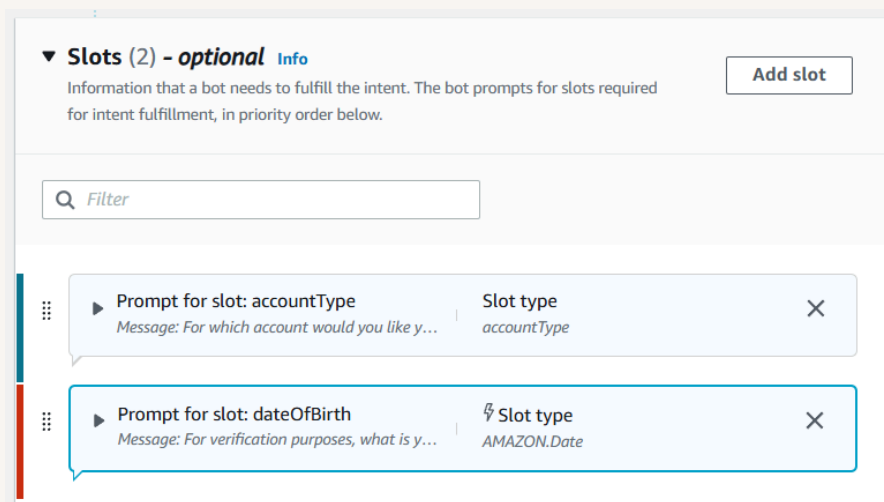 Slots (2) - optional Info
Information that a bot needs to fulfill the intent. The bot prompts for slots required
for intent fulfillment, in priority order below.
Add slot
Filter
Prompt for slot: accountType
Message: For which account would you like y...
Slot type
accountType
Prompt for slot: dateOfBirth
Message: For verification purposes, what is y...
Slot type
AMAZON.Date